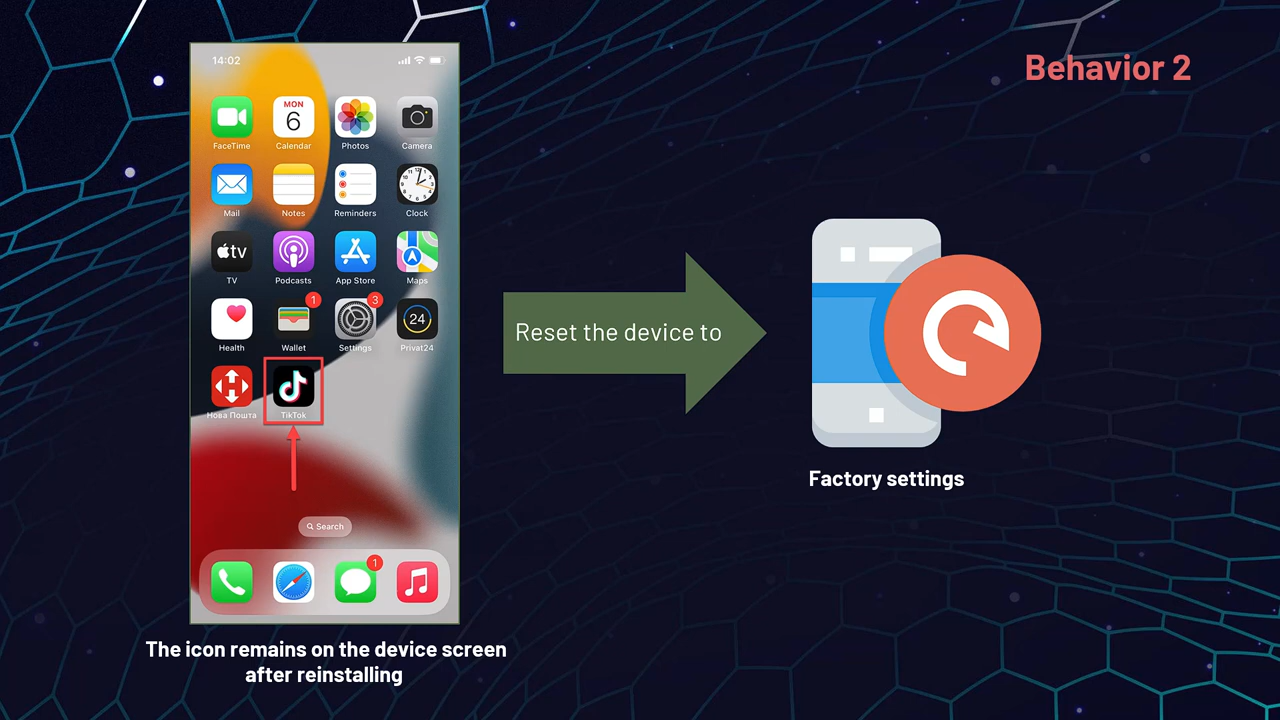 Behavior 2
14:02
FaceTime
MON
6
Calendar
Photos
Camera
Mail
Notes
Reminders
12
Clock
tv
TV
Podcasts
App Store
Maps
Health
1
Wallet
3
Settings
24
Privat24
Нова Пошта
TikTok
Search
1
Reset the device to
Factory settings
The icon remains on the device screen
after reinstalling